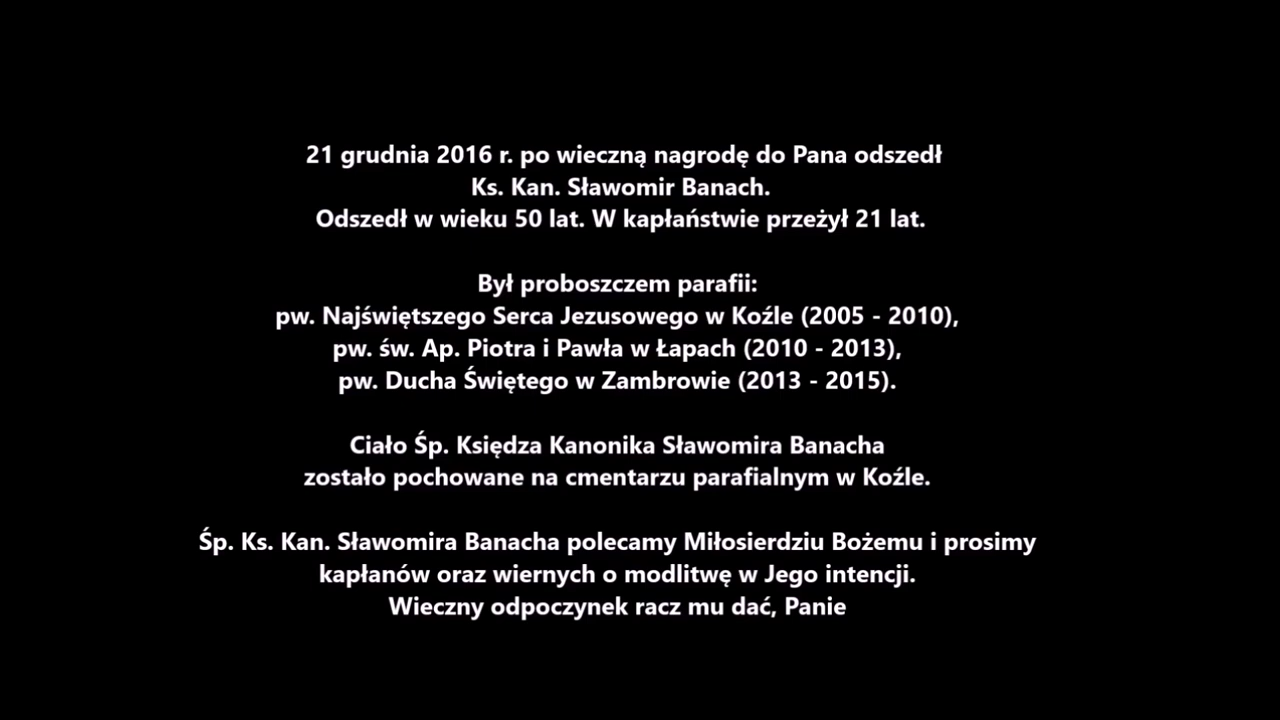 21 grudnia 2016 r. po wieczną nagrodę do Pana odszedł
Ks. Kan. Sławomir Banach.
Odszedł w wieku 50 lat. W kapłaństwie przeżył 21 lat.
Był proboszczem parafii:
pw. Najświętszego Serca Jezusowego w Koźle (2005 - 2010),
pw. św. Ap. Piotra i Pawła w Łapach (2010 - 2013),
pw. Ducha Świętego w Zambrowie (2013 - 2015).
Ciało Śp. Księdza Kanonika Sławomira Banacha
zostało pochowane na cmentarzu parafialnym w Koźle.
Śp. Ks. Kan. Sławomira Banacha polecamy Miłosierdziu Bożemu i prosimy
kapłanów oraz wiernych o modlitwę w Jego intencji.
Wieczny odpoczynek racz mu dać, Panie